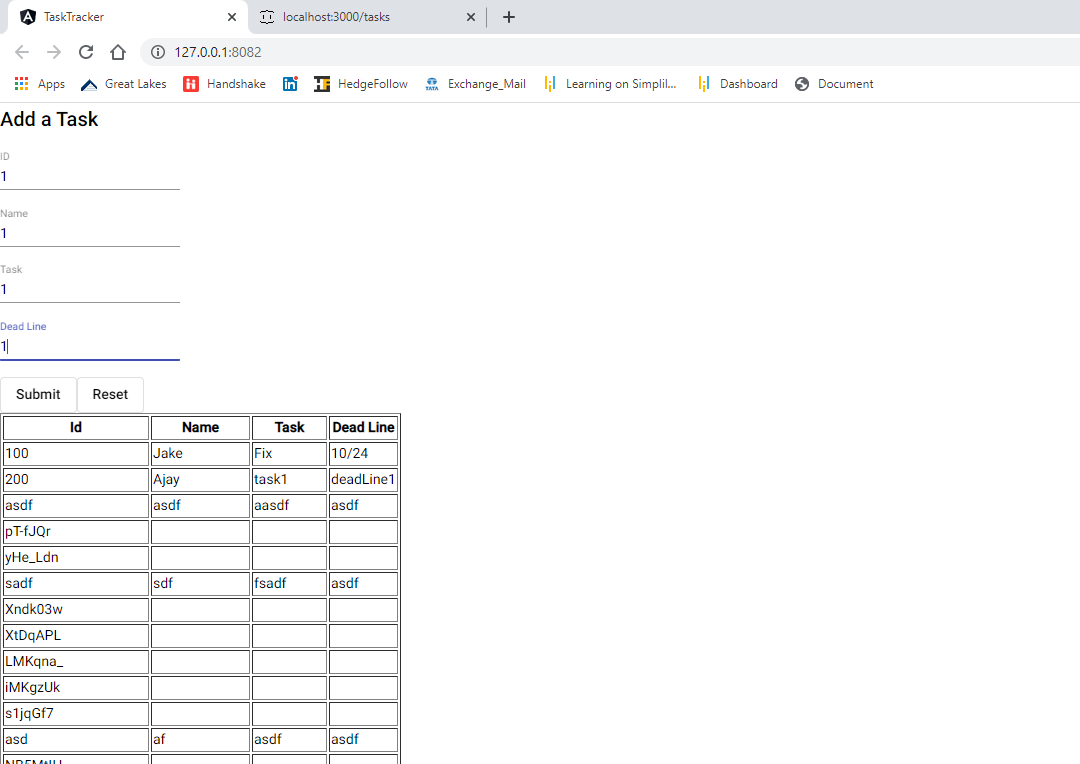 TaskTracker
localhost:3000/tasks
127.0.0.1:8082
Apps Great Lakes Handshake HedgeFollow Exchange_Mail Learning on Simplil... Dashboard Document
Add a Task
ID
1
Name
1
Task
1
Dead Line
1
Submit Reset
Id Name Task Dead Line
100 Jake Fix 10/24
200 Ajay task1 deadLine1
asdf asdf aasdf asdf
pT-fJQr
yHe_Ldn
sadf sdf fsadf asdf
Xndk03w
XtDqAPL
LMKqna_
iMKgzUk
s1jqGf7
asd af asdf asdf